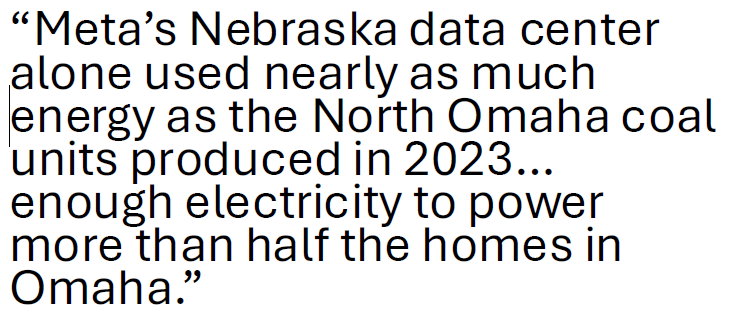 “Meta’s Nebraska data center
alone used nearly as much
energy as the North Omaha coal
units produced in 2023...
enough electricity to power
more than half the homes in
Omaha.”